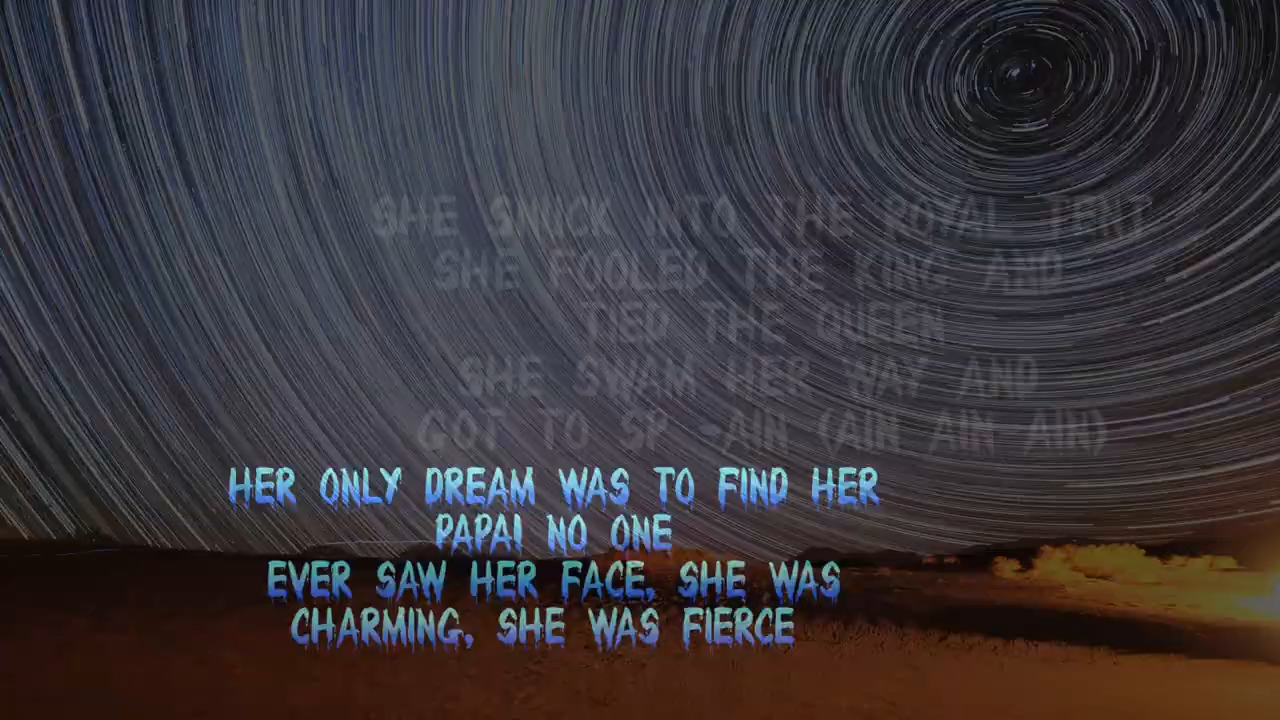 SHE SNUCK INTO THE ROYAL TENT
SHE FOOLED THE KING AND
TIED THE QUEEN
SHE SWAM HER WAY AND
GOT TO SP -AIN (AIN AIN AIN)
HER ONLY DREAM WAS TO FIND HER
PAPA! NO ONE
EVER SAW HER FACE, SHE WAS
CHARMING, SHE WAS FIERCE